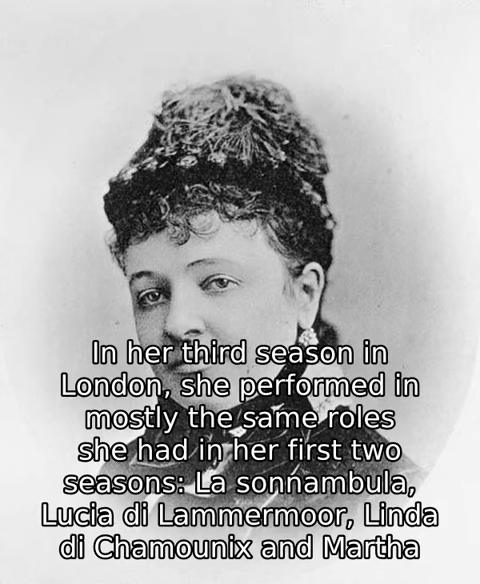 In her third season in
London, she performed in
mostly the same roles
she had in her first two
seasons: La sonnambula,
Lucia di Lammermoor, Linda
di Chamounix and Martha